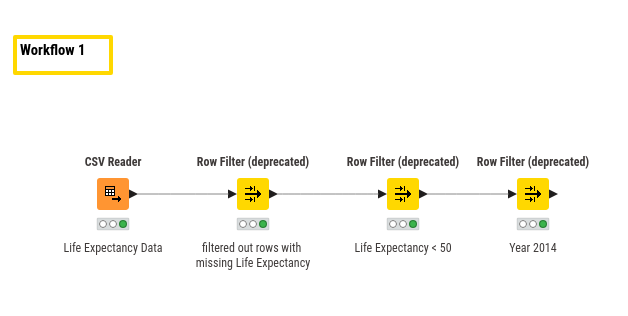 Workflow 1
CSV Reader
Row Filter (deprecated)
Row Filter (deprecated)
Row Filter (deprecated)
Life Expectancy Data
filtered out rows with
missing Life Expectancy
Life Expectancy < 50
Year 2014